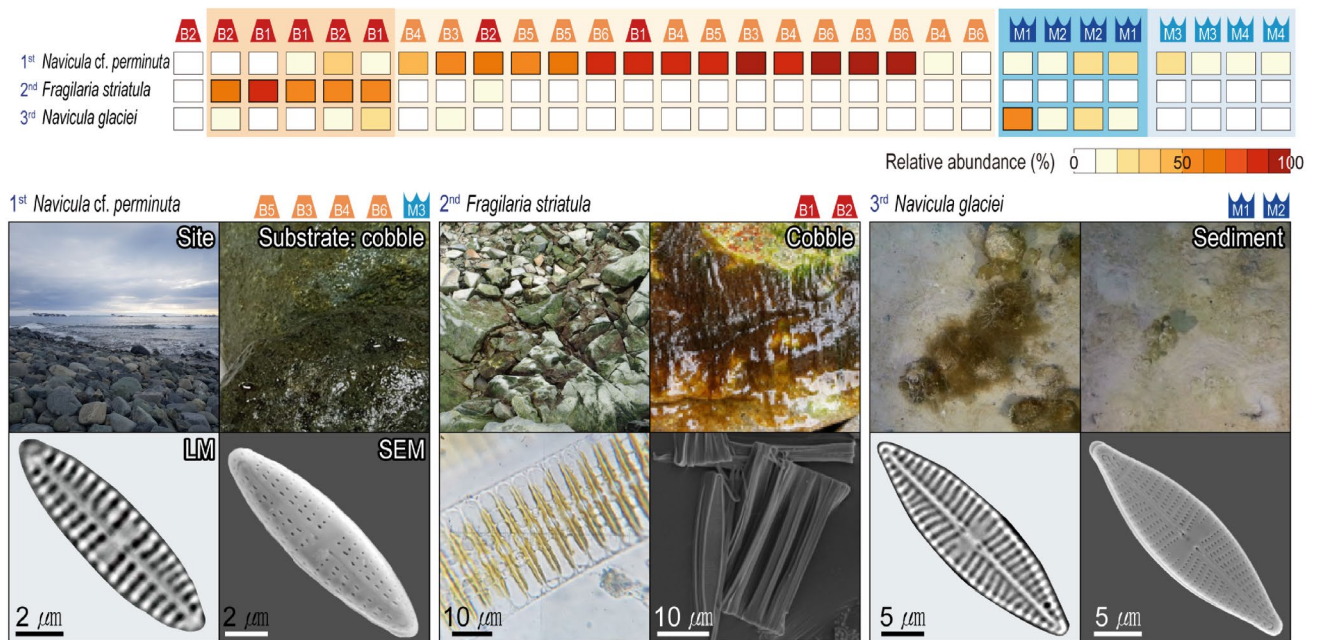 B2 B2 B1 B1 B2 B1 B4 B3 B2 B5 B5 B6 B1 B4 B5 B3 B4 B6 B3 B6 B4 B6 M1 M2 M2 M1 M3 M3 M4 M4
1st Navicula cf. perminuta
2nd Fragilaria striatula
3rd Navicula glaciei
Relative abundance (%) 0 50 100
1st Navicula cf. perminuta B5 B3 B4 B6 M3 2nd Fragilaria striatula B1 B2 3rd Navicula glaciei M1 M2
Site Substrate: cobble Cobble Sediment
LM SEM
2 μm 2 μm 10 μm 10 μm 5 μm 5 μm